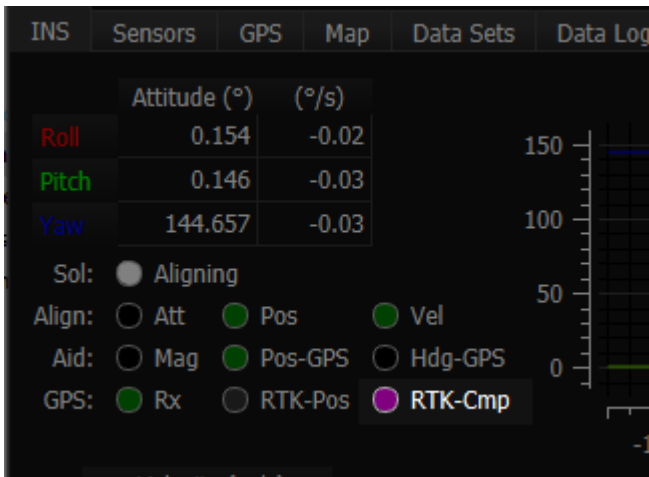 INS Sensors GPS Map Data Sets Data Log
Attitude (°) (°/s)
Roll 0.154 -0.02
Pitch 0.146 -0.03
Yaw 144.657 -0.03
Sol: Aligning
Align: Att Pos Vel
Aid: Mag Pos-GPS Hdg-GPS
GPS: Rx RTK-Pos RTK-Cmp
150
100
50
0